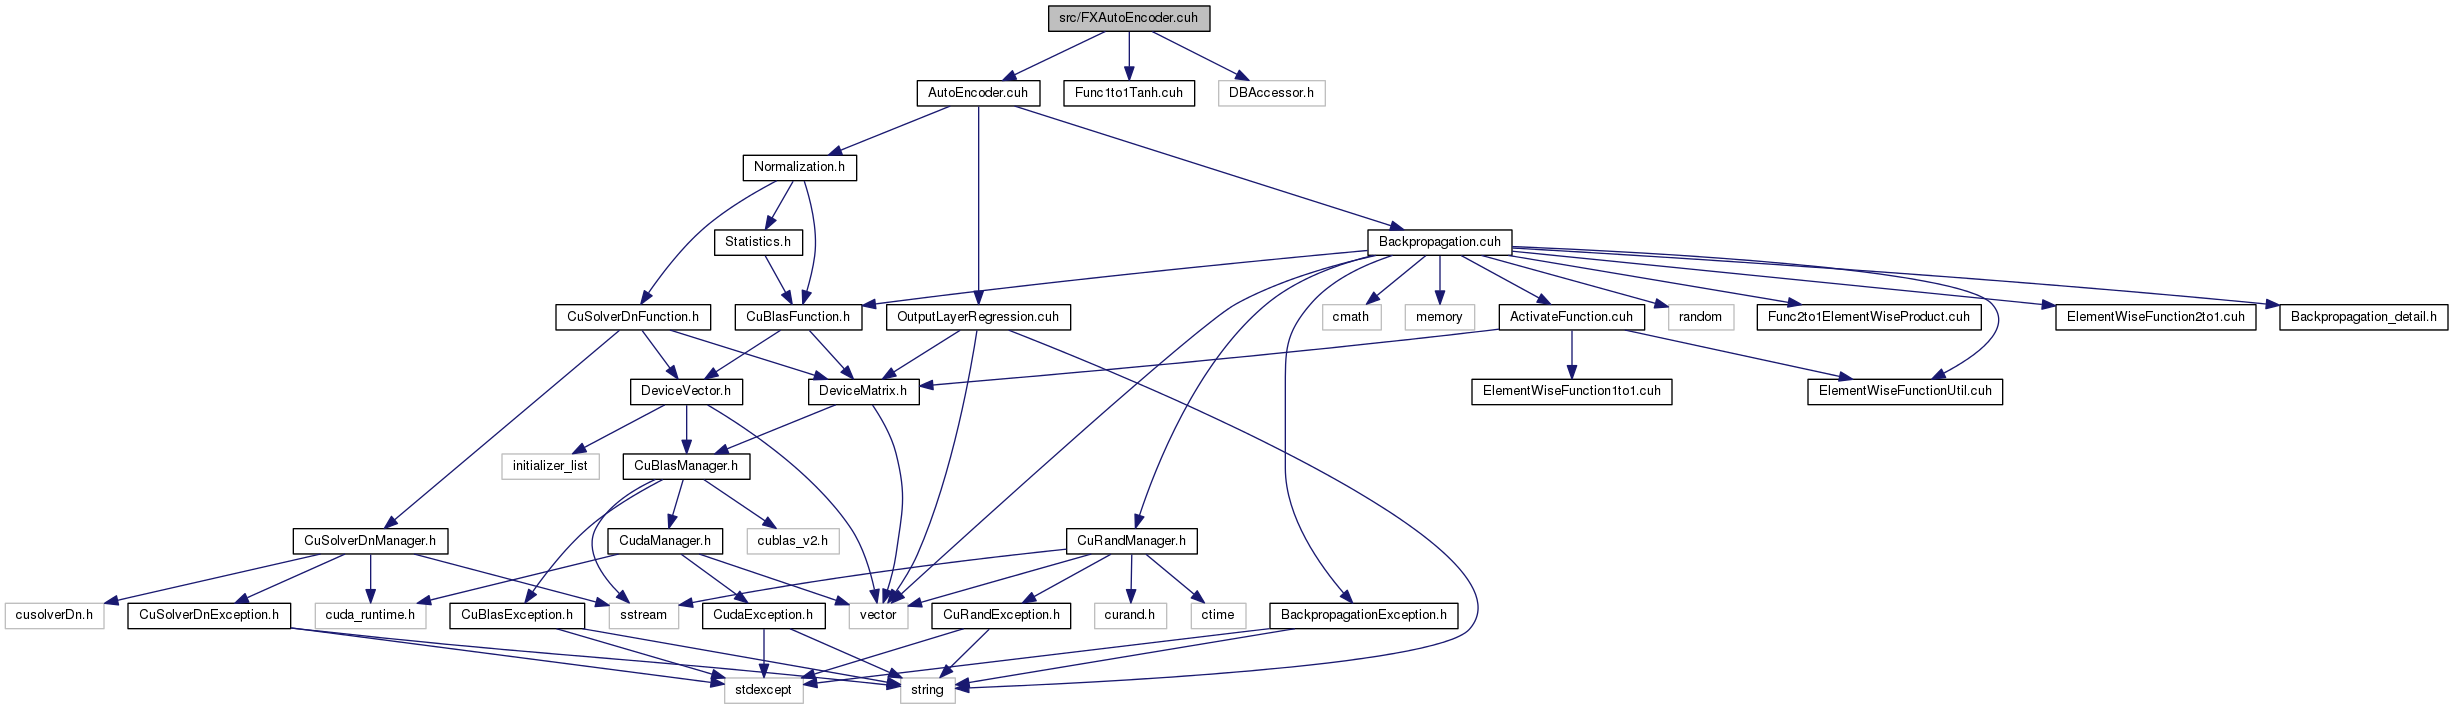 src/FXAutoEncoder.cuh
AutoEncoder.cuh
Func1to1Tanh.cuh
DBAccessor.h
Normalization.h
Statistics.h
Backpropagation.cuh
CuSolverDnFunction.h
CuBlasFunction.h
OutputLayerRegression.cuh
cmath
memory
ActivateFunction.cuh
random
Func2to1ElementWiseProduct.cuh
ElementWiseFunction2to1.cuh
Backpropagation_detail.h
DeviceVector.h
DeviceMatrix.h
ElementWiseFunction1to1.cuh
ElementWiseFunctionUtil.cuh
initializer_list
CuBlasManager.h
CuSolverDnManager.h
CudaManager.h
cublas_v2.h
CuRandManager.h
cusolverDn.h
CuSolverDnException.h
cuda_runtime.h
CuBlasException.h
sstream
CudaException.h
vector
CuRandException.h
curand.h
ctime
BackpropagationException.h
stdexcept
string